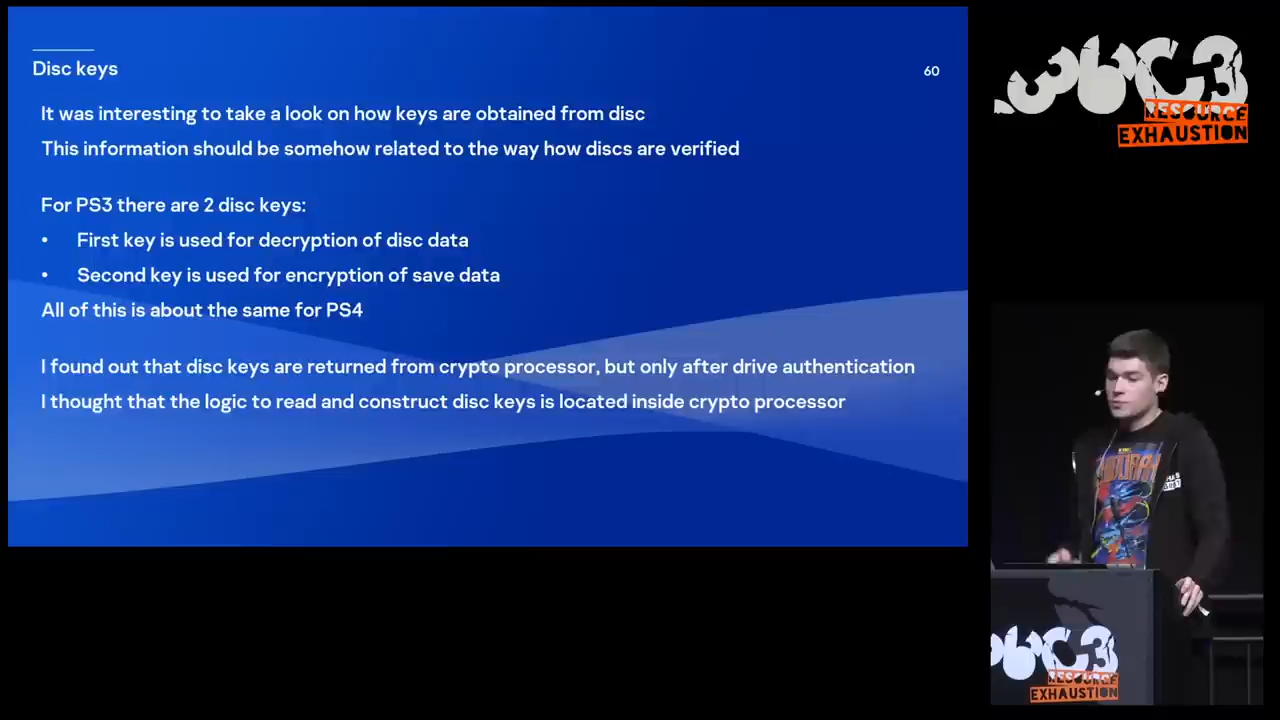 Disc keys
60
It was interesting to take a look on how keys are obtained from disc
This information should be somehow related to the way how discs are verified
For PS3 there are 2 disc keys:
• First key is used for decryption of disc data
• Second key is used for encryption of save data
All of this is about the same for PS4
I found out that disc keys are returned from crypto processor, but only after drive authentication
I thought that the logic to read and construct disc keys is located inside crypto processor
36C3
RESOURCE
EXHAUSTION
36C3
RESOURCE
EXHAUSTION